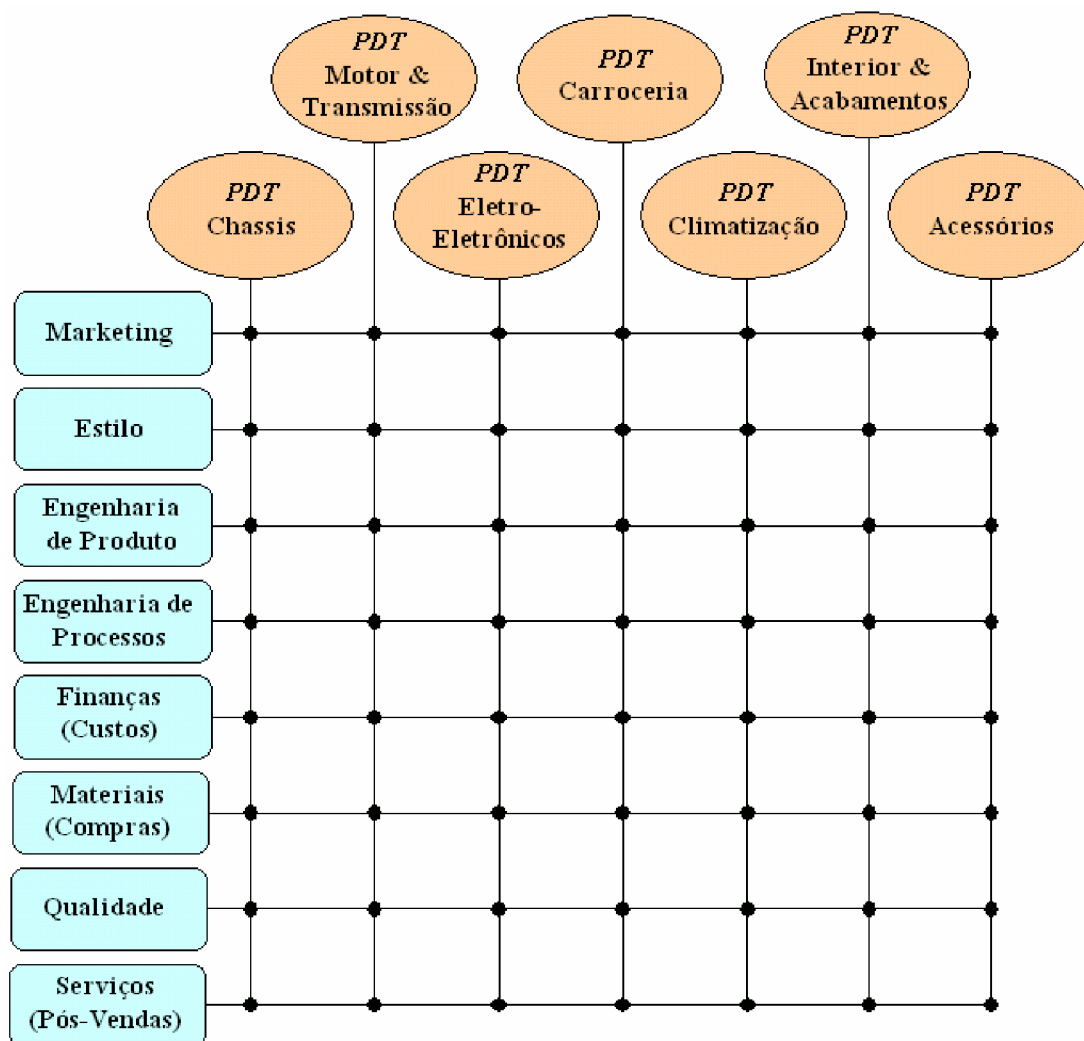 PDT
Motor &
Transmissão
PDT
Carroceria
PDT
Interior &
Acabamentos
PDT
Chassis
PDT
Eletro-
Eletrônicos
PDT
Climatização
PDT
Acessórios
Marketing
Estilo
Engenharia
de Produto
Engenharia de
Processos
Finanças
(Custos)
Materiais
(Compras)
Qualidade
Serviços
(Pós-Vendas)